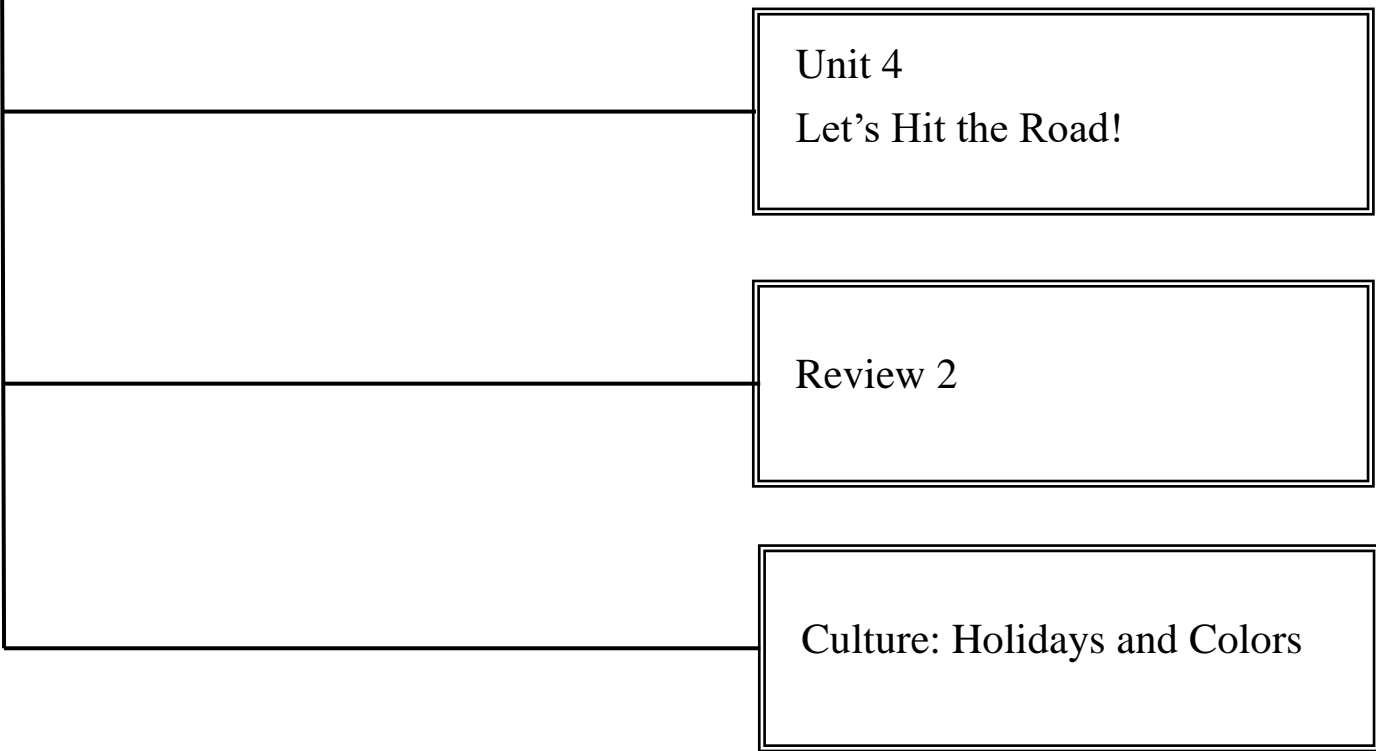 Unit 4
Let’s Hit the Road!
Review 2
Culture: Holidays and Colors